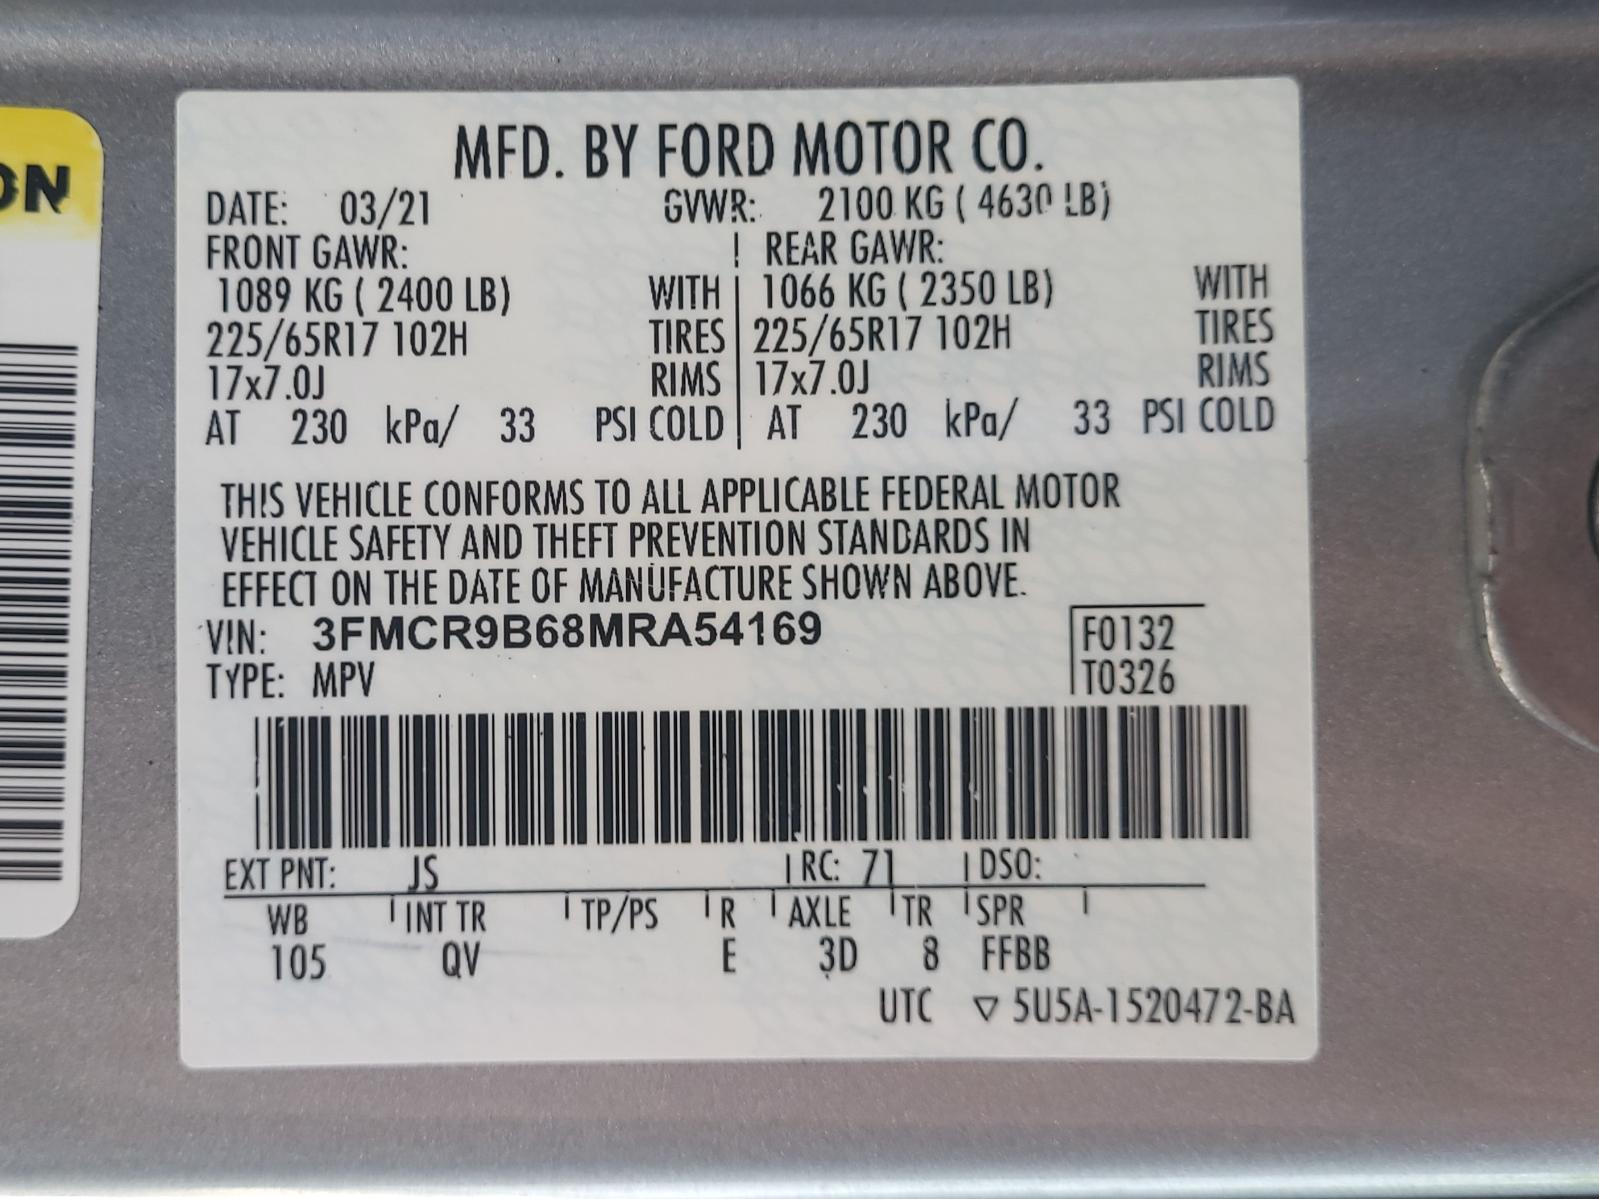 ON
MFD. BY FORD MOTOR CO.
DATE: 03/21 GVWR: 2100 KG ( 4630 LB)
FRONT GAWR: REAR GAWR:
1089 KG ( 2400 LB) WITH 1066 KG ( 2350 LB) WITH
225/65R17 102H TIRES 225/65R17 102H TIRES
17x7.0J RIMS 17x7.0J RIMS
AT 230 kPa/ 33 PSI COLD AT 230 kPa/ 33 PSI COLD
THIS VEHICLE CONFORMS TO ALL APPLICABLE FEDERAL MOTOR
VEHICLE SAFETY AND THEFT PREVENTION STANDARDS IN
EFFECT ON THE DATE OF MANUFACTURE SHOWN ABOVE.
VIN: 3FMCR9B68MRA54169 F0132
TYPE: MPV T0326
EXT PNT: JS RC: 71 DSO:
WB INT TR TP/PS R AXLE TR SPR
105 QV E 3D 8 FFBB
UTC ▽ 5U5A-1520472-BA